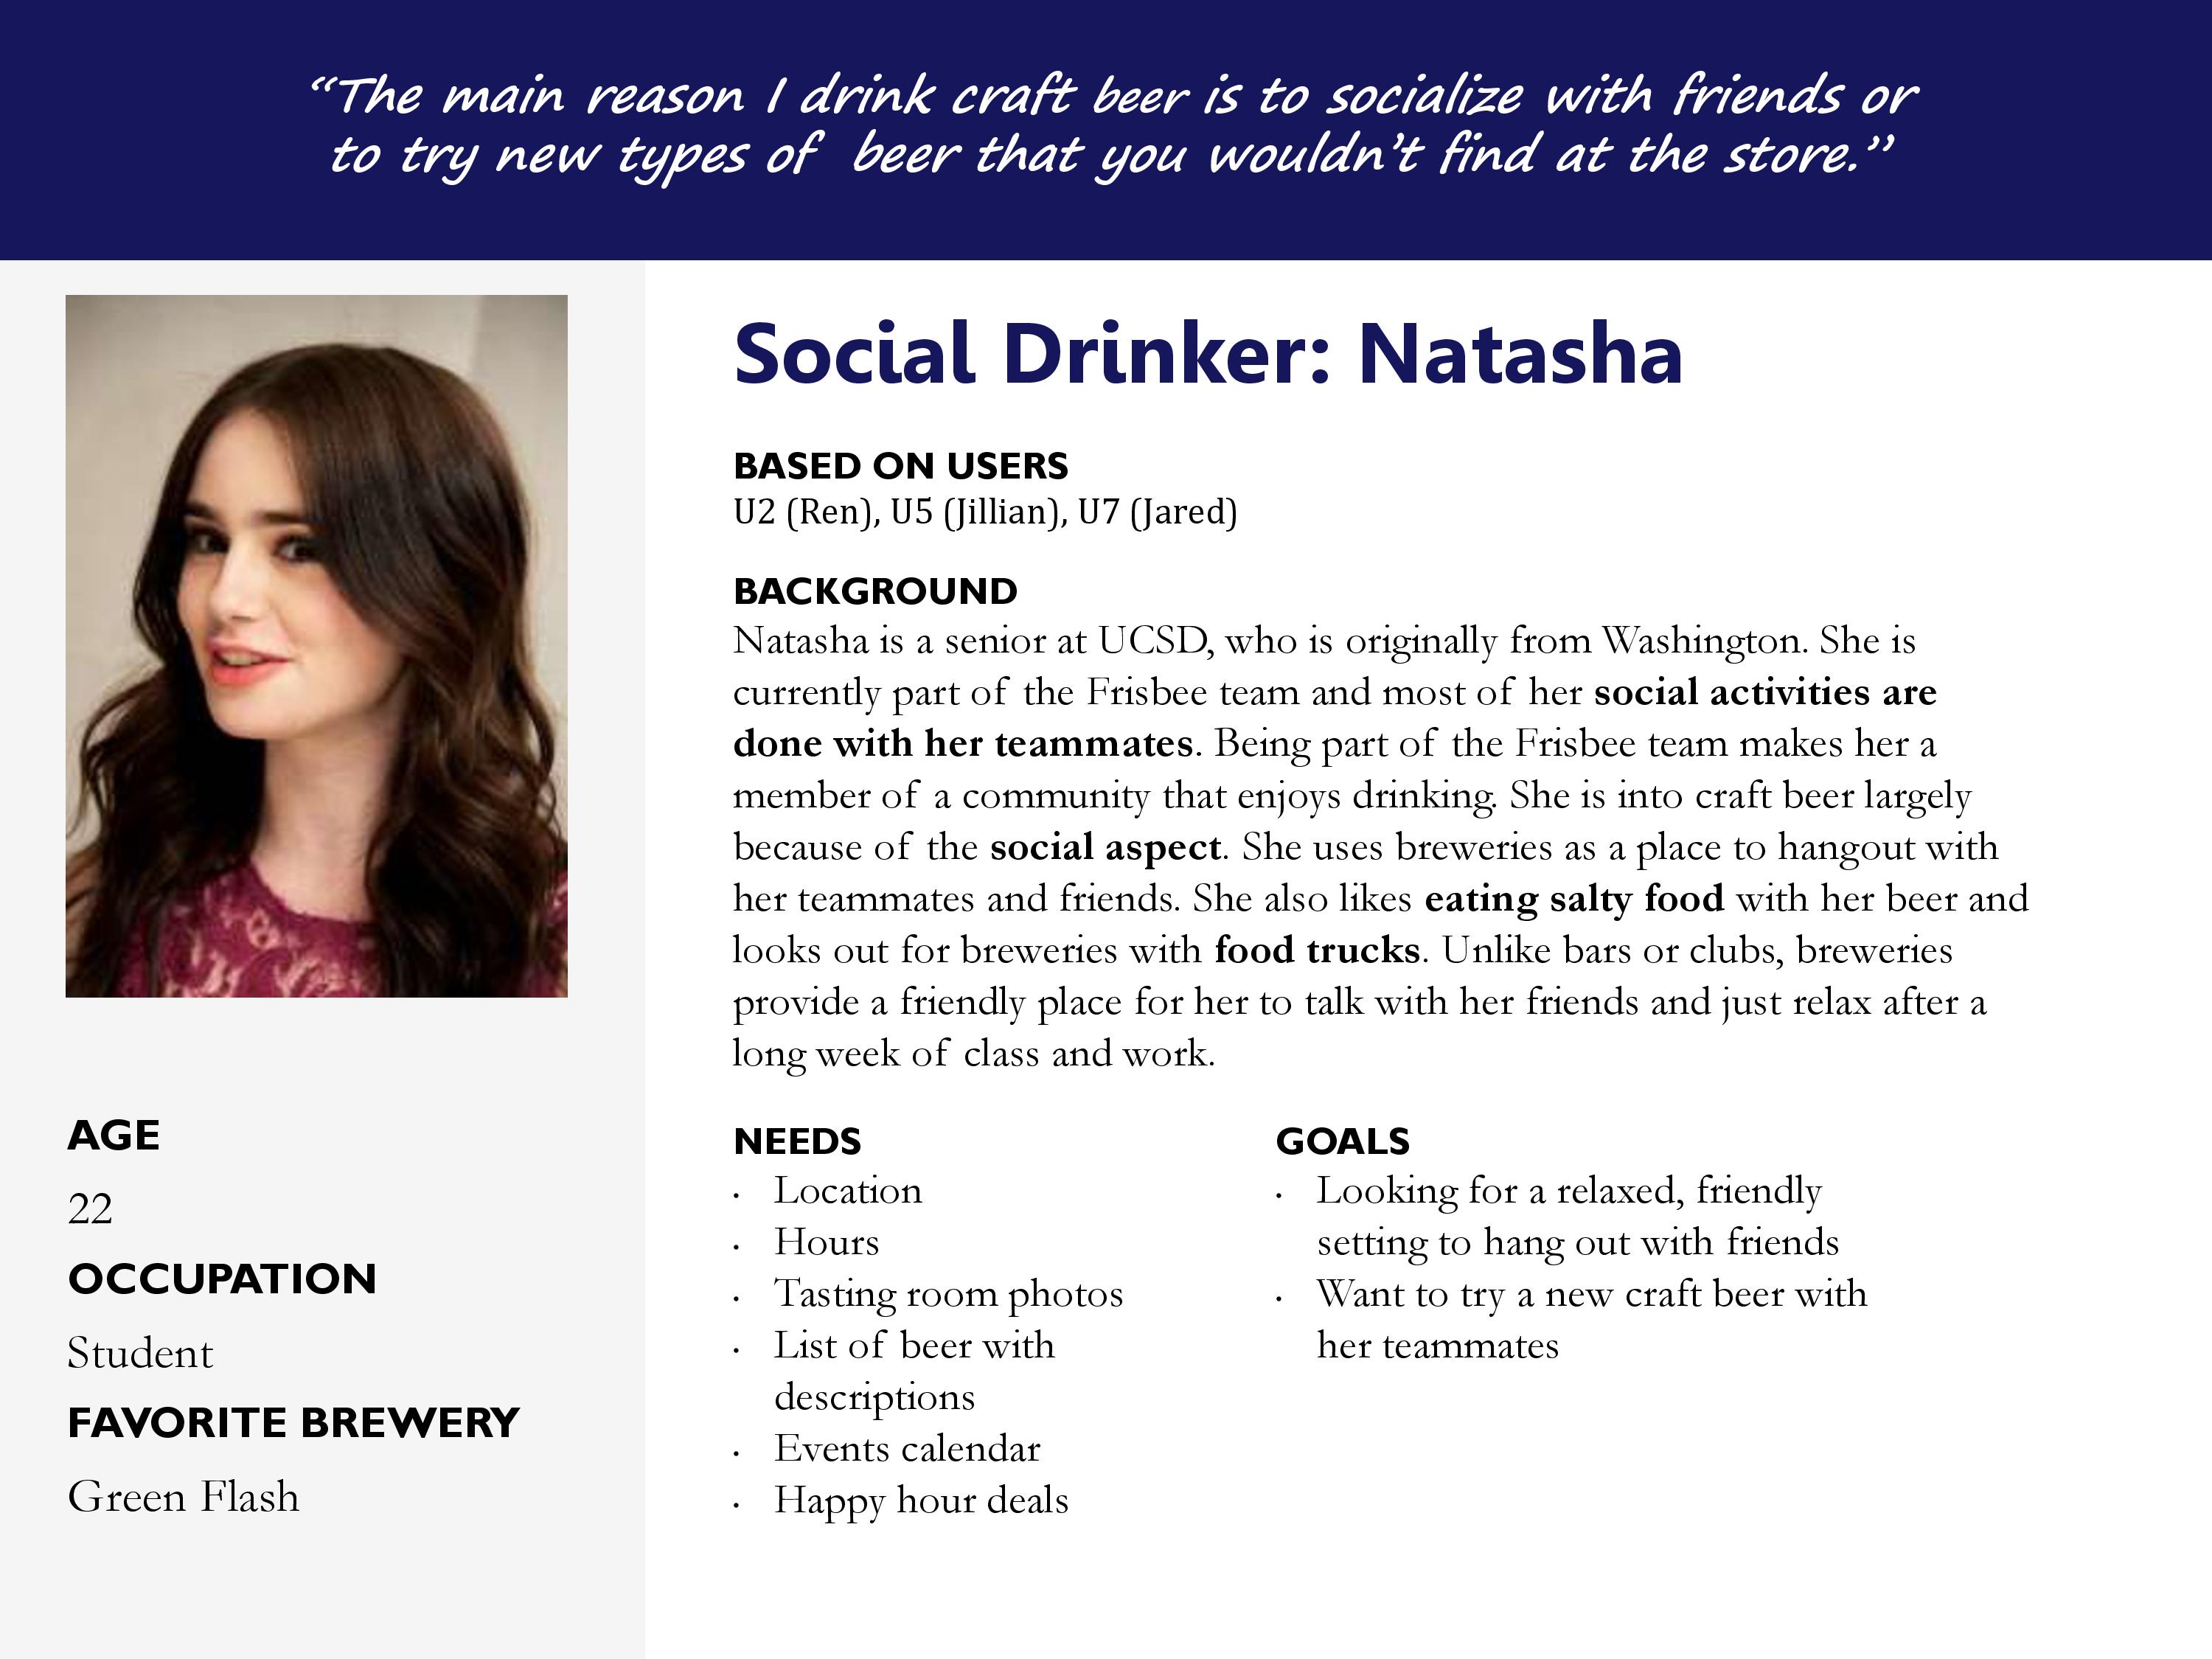 “The main reason I drink craft beer is to socialize with friends or
to try new types of beer that you wouldn’t find at the store.”
Social Drinker: Natasha
BASED ON USERS
U2 (Ren), U5 (Jillian), U7 (Jared)
BACKGROUND
Natasha is a senior at UCSD, who is originally from Washington. She is
currently part of the Frisbee team and most of her social activities are
done with her teammates. Being part of the Frisbee team makes her a
member of a community that enjoys drinking. She is into craft beer largely
because of the social aspect. She uses breweries as a place to hangout with
her teammates and friends. She also likes eating salty food with her beer and
looks out for breweries with food trucks. Unlike bars or clubs, breweries
provide a friendly place for her to talk with her friends and just relax after a
long week of class and work.
AGE
22
OCCUPATION
Student
FAVORITE BREWERY
Green Flash
NEEDS
· Location
· Hours
· Tasting room photos
· List of beer with
descriptions
· Events calendar
· Happy hour deals
GOALS
· Looking for a relaxed, friendly
setting to hang out with friends
· Want to try a new craft beer with
her teammates